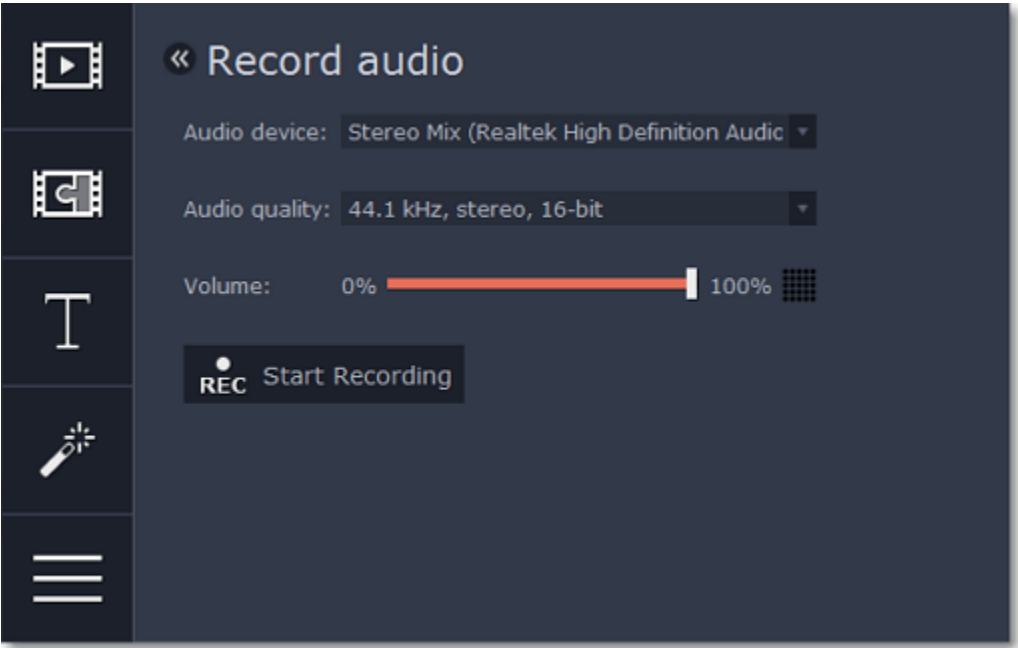 Record audio
Audio device: Stereo Mix (Realtek High Definition Audic
Audio quality: 44.1 kHz, stereo, 16-bit
Volume: 0% 100%
REC Start Recording